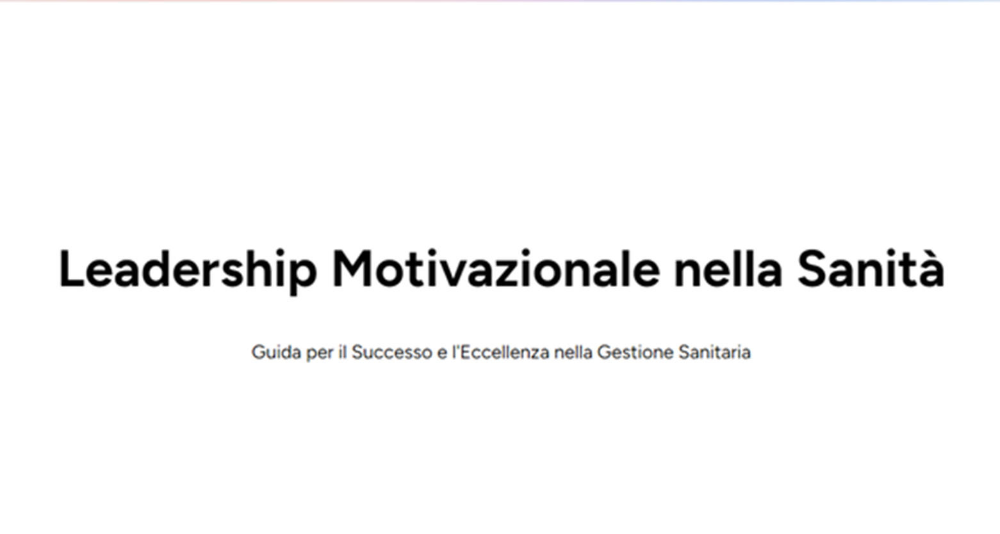 Leadership Motivazionale nella Sanità
Guida per il Successo e l'Eccellenza nella Gestione Sanitaria